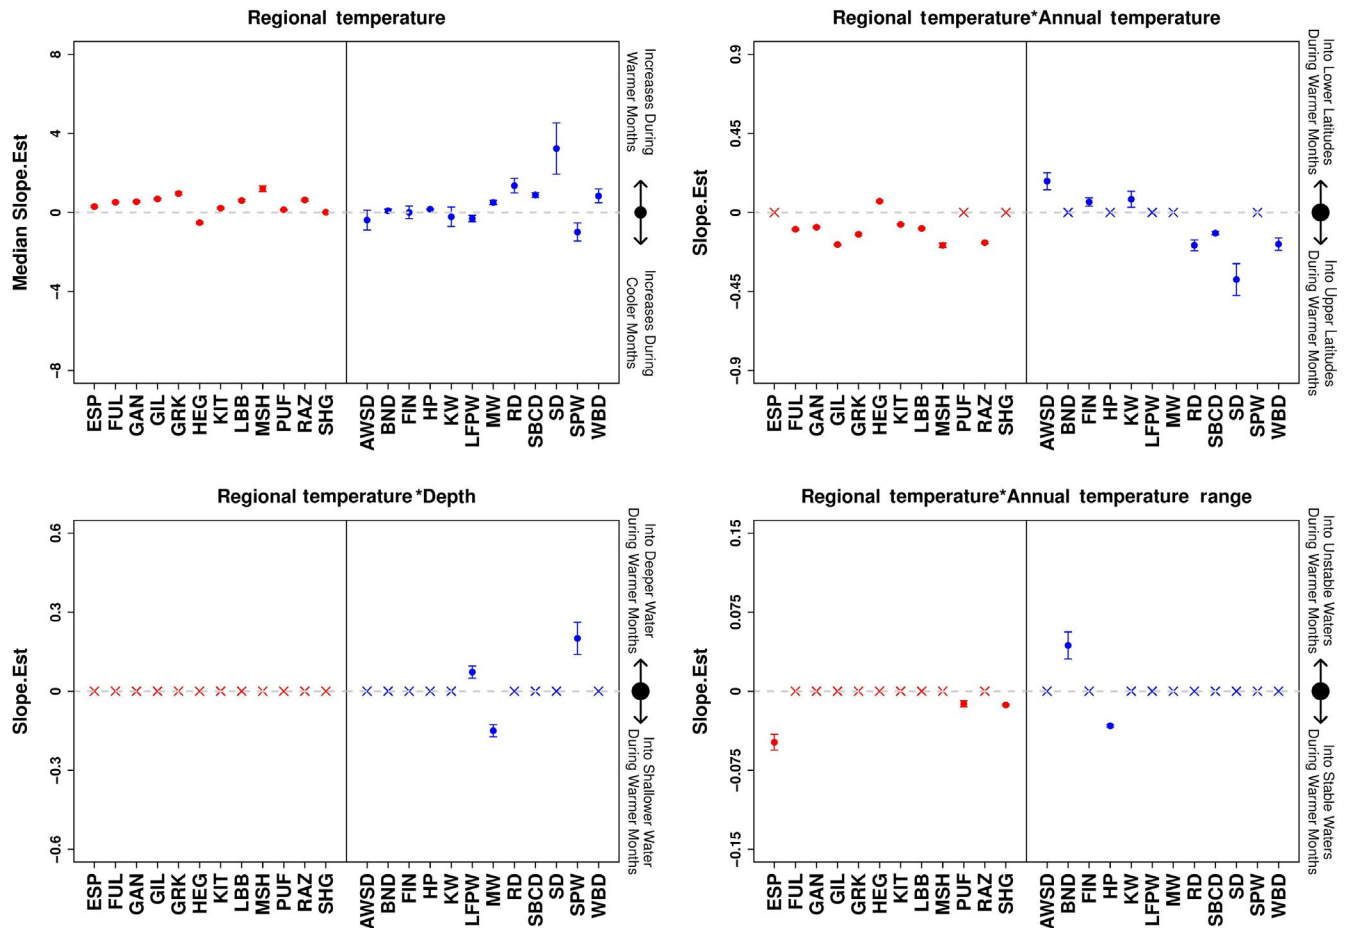 Regional temperature
8
4
0
-4
-8
Median Slope.Est
Increases During
Warmer Months
Increases During
Cooler Months
ESP FUL GAN GIL GRK HEG KIT LBB MSH PUF RAZ SHG AWSD BND FIN HP KW LFPW MW RD SBCD SD SPW WBD
Regional temperature*Annual temperature
0.9
0.45
0
-0.45
-0.9
Slope.Est
Into Lower Latitudes
During Warmer Months
Into Upper Latitudes
During Warmer Months
ESP FUL GAN GIL GRK HEG KIT LBB MSH PUF RAZ SHG AWSD BND FIN HP KW LFPW MW RD SBCD SD SPW WBD
Regional temperature*Depth
0.6
0.3
0
-0.3
-0.6
Slope.Est
Into Deeper Water
During Warmer Months
Into Shallower Water
During Warmer Months
ESP FUL GAN GIL GRK HEG KIT LBB MSH PUF RAZ SHG AWSD BND FIN HP KW LFPW MW RD SBCD SD SPW WBD
Regional temperature*Annual temperature range
0.15
0.075
0
-0.075
-0.15
Slope.Est
Into Unstable Waters
During Warmer Months
Into Stable Waters
During Warmer Months
ESP FUL GAN GIL GRK HEG KIT LBB MSH PUF RAZ SHG AWSD BND FIN HP KW LFPW MW RD SBCD SD SPW WBD